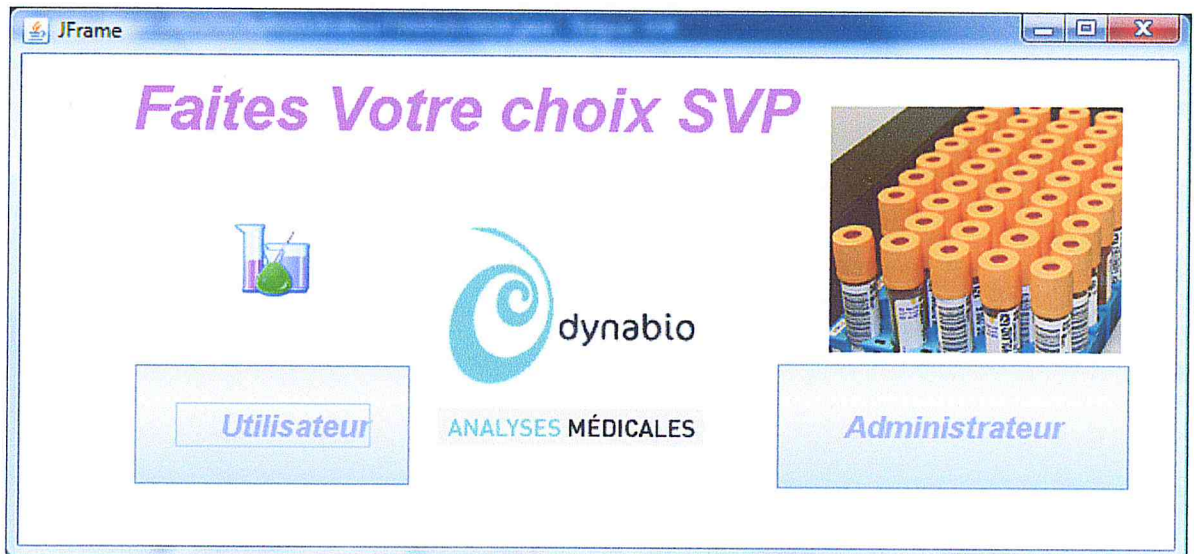 JFrame
Faites Votre choix SVP
dynabio
ANALYSES MÉDICALES
Utilisateur
Administrateur